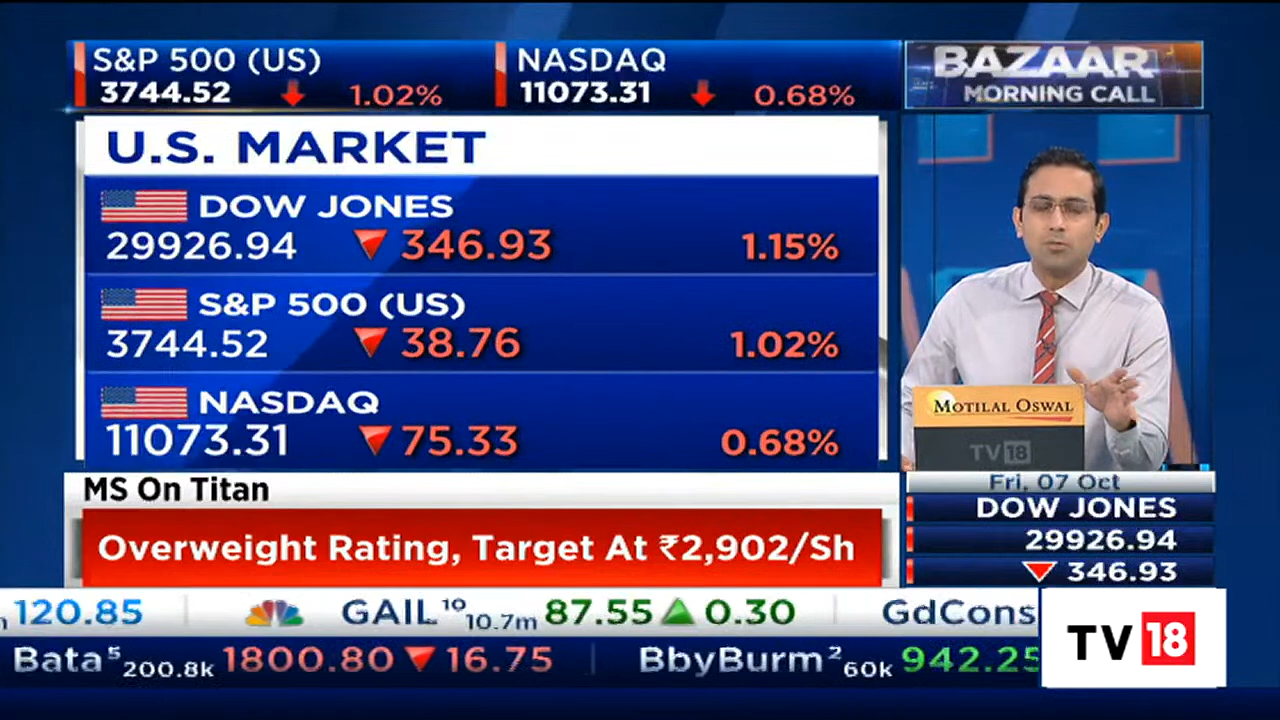 S&P 500 (US)
3744.52 1.02%
NASDAQ
11073.31 0.68%
BAZAAR
MORNING CALL
U.S. MARKET
DOW JONES
29926.94 346.93 1.15%
S&P 500 (US)
3744.52 38.76 1.02%
NASDAQ
11073.31 75.33 0.68%
MOTILAL OSWAL
TV18
MS On Titan
Overweight Rating, Target At ₹2,902/Sh
Fri, 07 Oct
DOW JONES
29926.94
346.93
120.85 GAIL 10 10.7m 87.55 0.30 GdCons
Bata 5 200.8k 1800.80 16.75 BbyBurm 2 60k 942.25
TV18